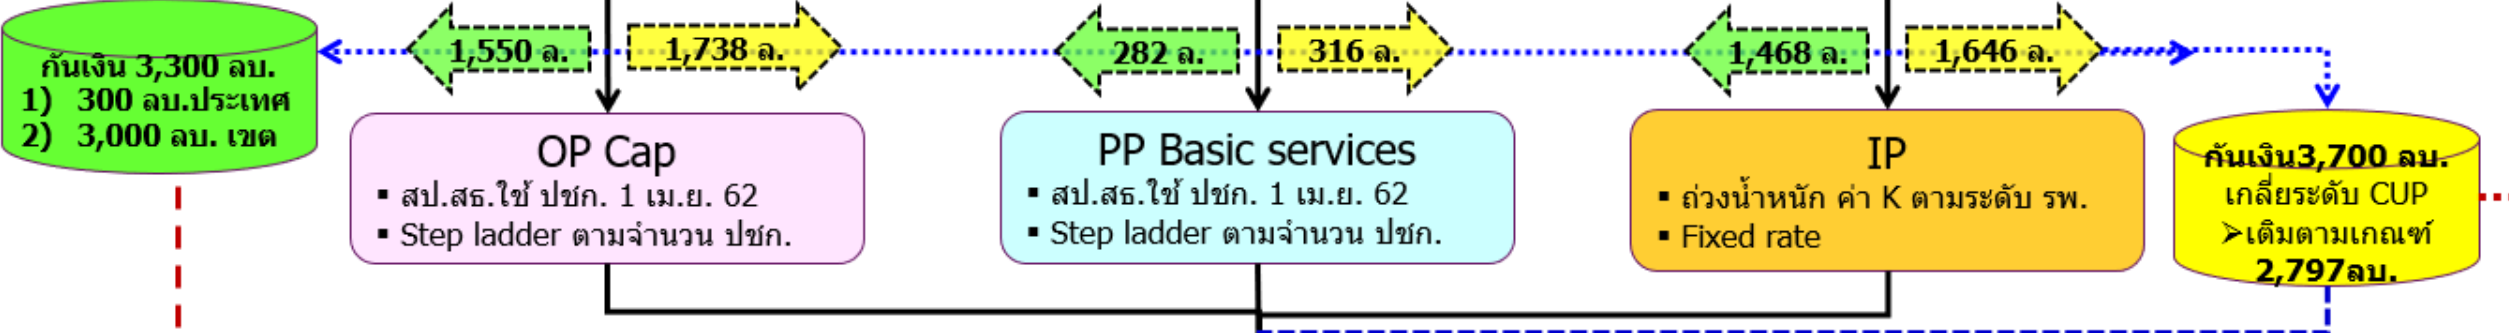 1,550 ล.
1,738 ล.
282 ล.
316 ล.
1,468 ล.
1,646 ล.
กันเงิน 3,300 ลบ.
1) 300 ลบ.ประเทศ
2) 3,000 ลบ. เขต
OP Cap
▪ สป.สธ.ใช้ ปชก. 1 เม.ย. 62
▪ Step ladder ตามจำนวน ปชก.
PP Basic services
▪ สป.สธ.ใช้ ปชก. 1 เม.ย. 62
▪ Step ladder ตามจำนวน ปชก.
IP
▪ ถ่วงน้ำหนัก ค่า K ตามระดับ รพ.
▪ Fixed rate
กันเงิน3,700 ลบ.
เกลี่ยระดับ CUP
➢เติมตามเกณฑ์
2,797ลบ.